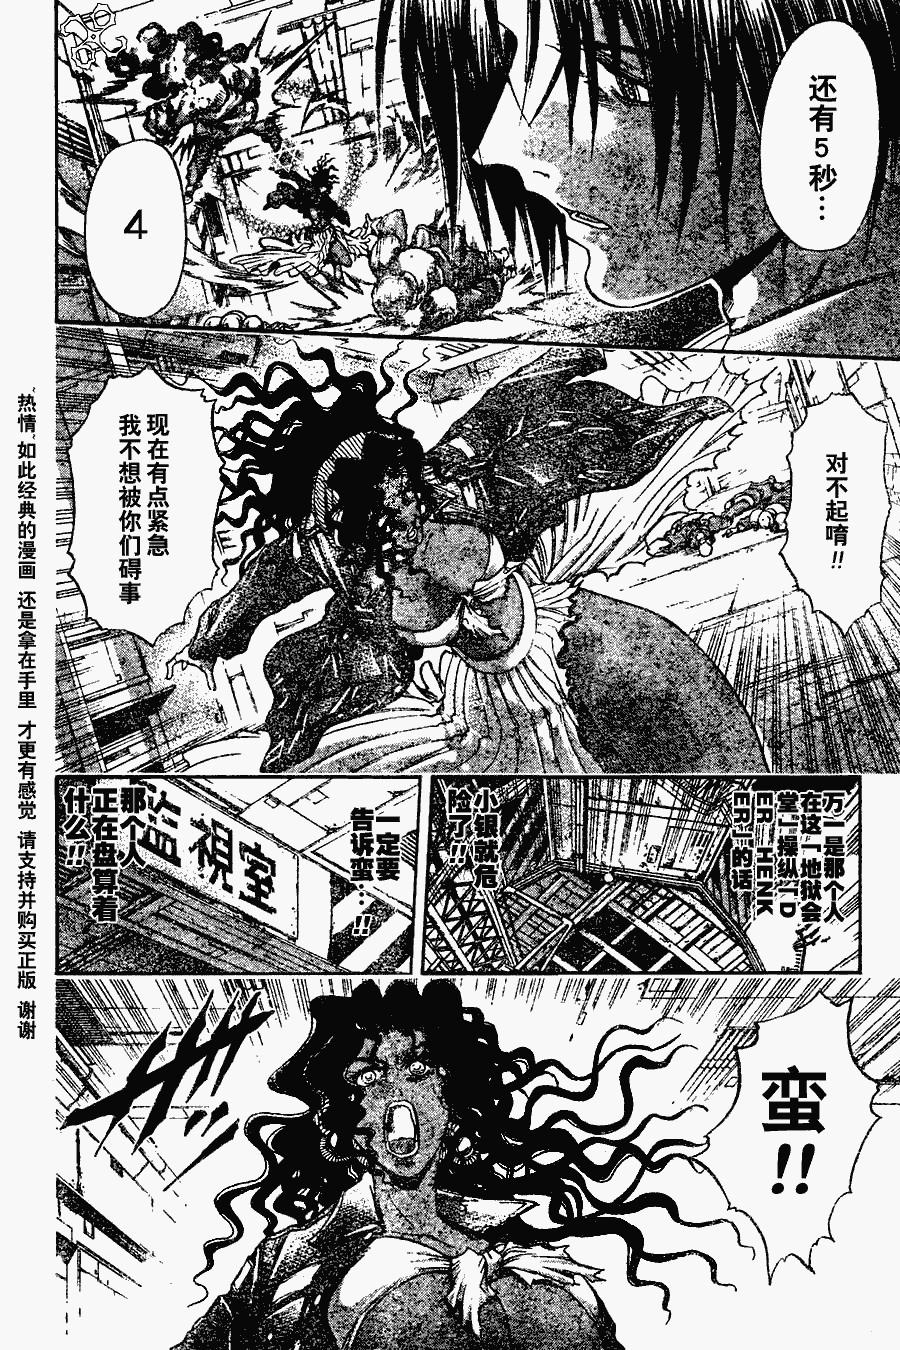 还有5秒…
4
对不起唷!!
现在有点紧急
我不想被你们碍事
万一是那个人
在这「地狱会
堂」操纵「D
ER HENK
ER」的话
小银就危
险了!!
一定要
告诉蛮…!!
監視室
那个人
正在盘算着
什么!!
蛮!!
热情 如此经典的漫画 还是拿在手里 才更有感觉 请支持并购买正版 谢谢